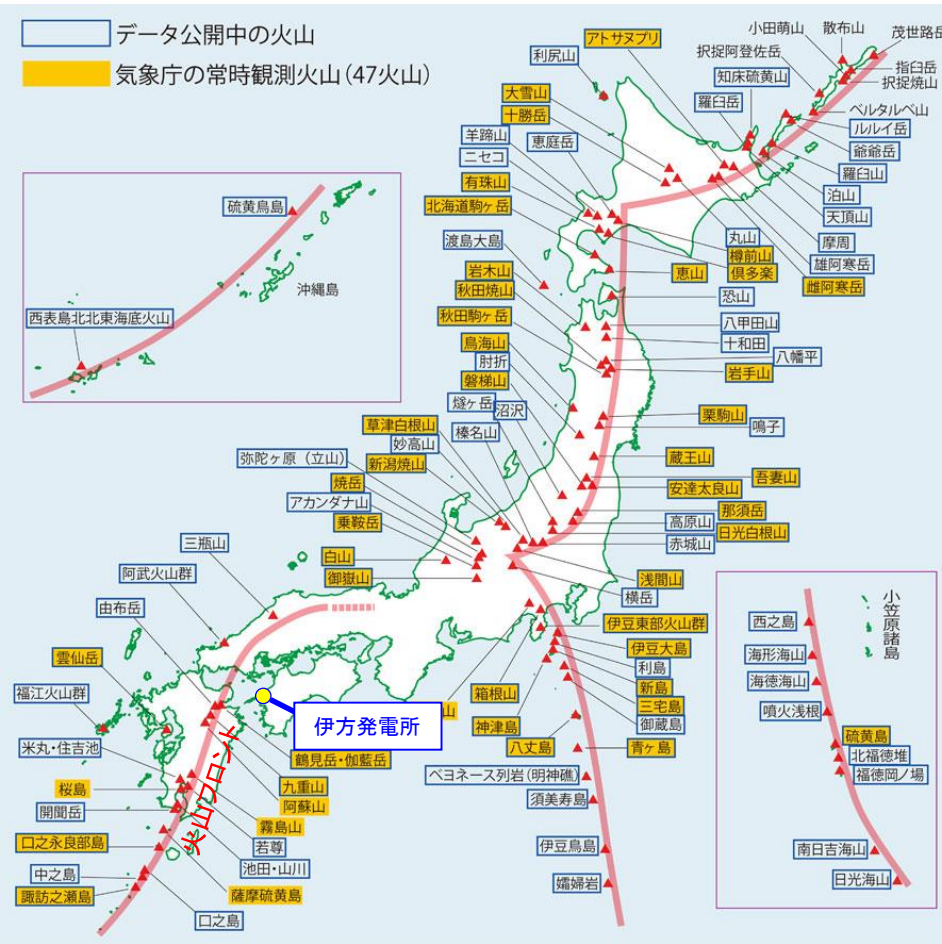 データ公開中の火山
気象庁の常時観測火山（47火山）
硫黄鳥島
沖縄島
西表島北北東海底火山
アトサヌプリ
利尻山
大雪山
十勝岳
羊蹄山
恵庭岳
ニセコ
有珠山
北海道駒ヶ岳
渡島大島
岩木山
秋田焼山
秋田駒ヶ岳
鳥海山
肘折
磐梯山
燧ヶ岳
沼沢
草津白根山
榛名山
妙高山
新潟焼山
弥陀ヶ原（立山）
焼岳
アカンダナ山
乗鞍岳
白山
御嶽山
小田萌山
散布山
茂世路岳
択捉阿登佐岳
指臼岳
択捉焼山
知床硫黄山
羅臼岳
ベルタルベ山
ルルイ岳
爺爺岳
羅臼山
泊山
天頂山
摩周
雄阿寒岳
雌阿寒岳
丸山
樽前山
倶多楽
恵山
恐山
八甲田山
十和田
八幡平
岩手山
栗駒山
鳴子
蔵王山
吾妻山
安達太良山
那須岳
高原山
日光白根山
赤城山
浅間山
横岳
伊豆東部火山群
伊豆大島
利島
新島
三宅島
御蔵島
箱根山
神津島
八丈島
青ヶ島
ベヨネース列岩（明神礁）
須美寿島
伊豆鳥島
孀婦岩
三瓶山
阿武火山群
由布岳
雲仙岳
福江火山群
米丸・住吉池
桜島
開聞岳
口之永良部島
中之島
諏訪之瀬島
伊方発電所
山
火山フロント
鶴見岳・伽藍岳
九重山
阿蘇山
霧島山
若尊
池田・山川
薩摩硫黄島
口之島
小笠原諸島
西之島
海形海山
海徳海山
噴火浅根
硫黄島
北福徳堆
福徳岡ノ場
南日吉海山
日光海山